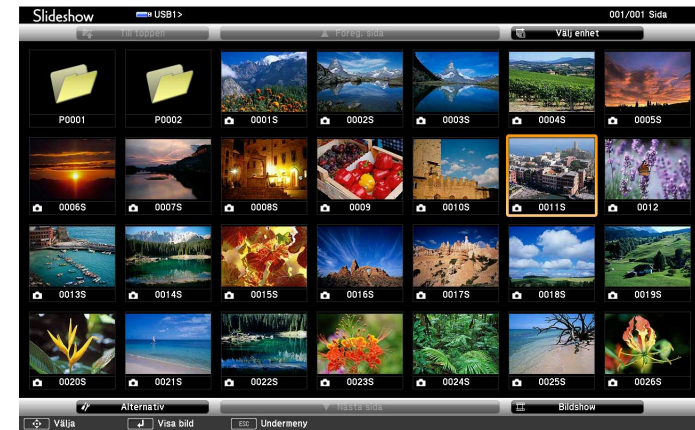 Slideshow USB1> 001/001 Sida
Till toppen Föreg. sida Välj enhet
P0001 P0002 0001S 0002S 0003S 0004S 0005S
0006S 0007S 0008S 0009 0010S 0011S 0012
0013S 0014S 0015S 0016S 0017S 0018S 0019S
0020S 0021S 0022S 0023S 0024S 0025S 0026S
Alternativ Nästa sida Bildshow
Välja Visa bild ESC Undermeny